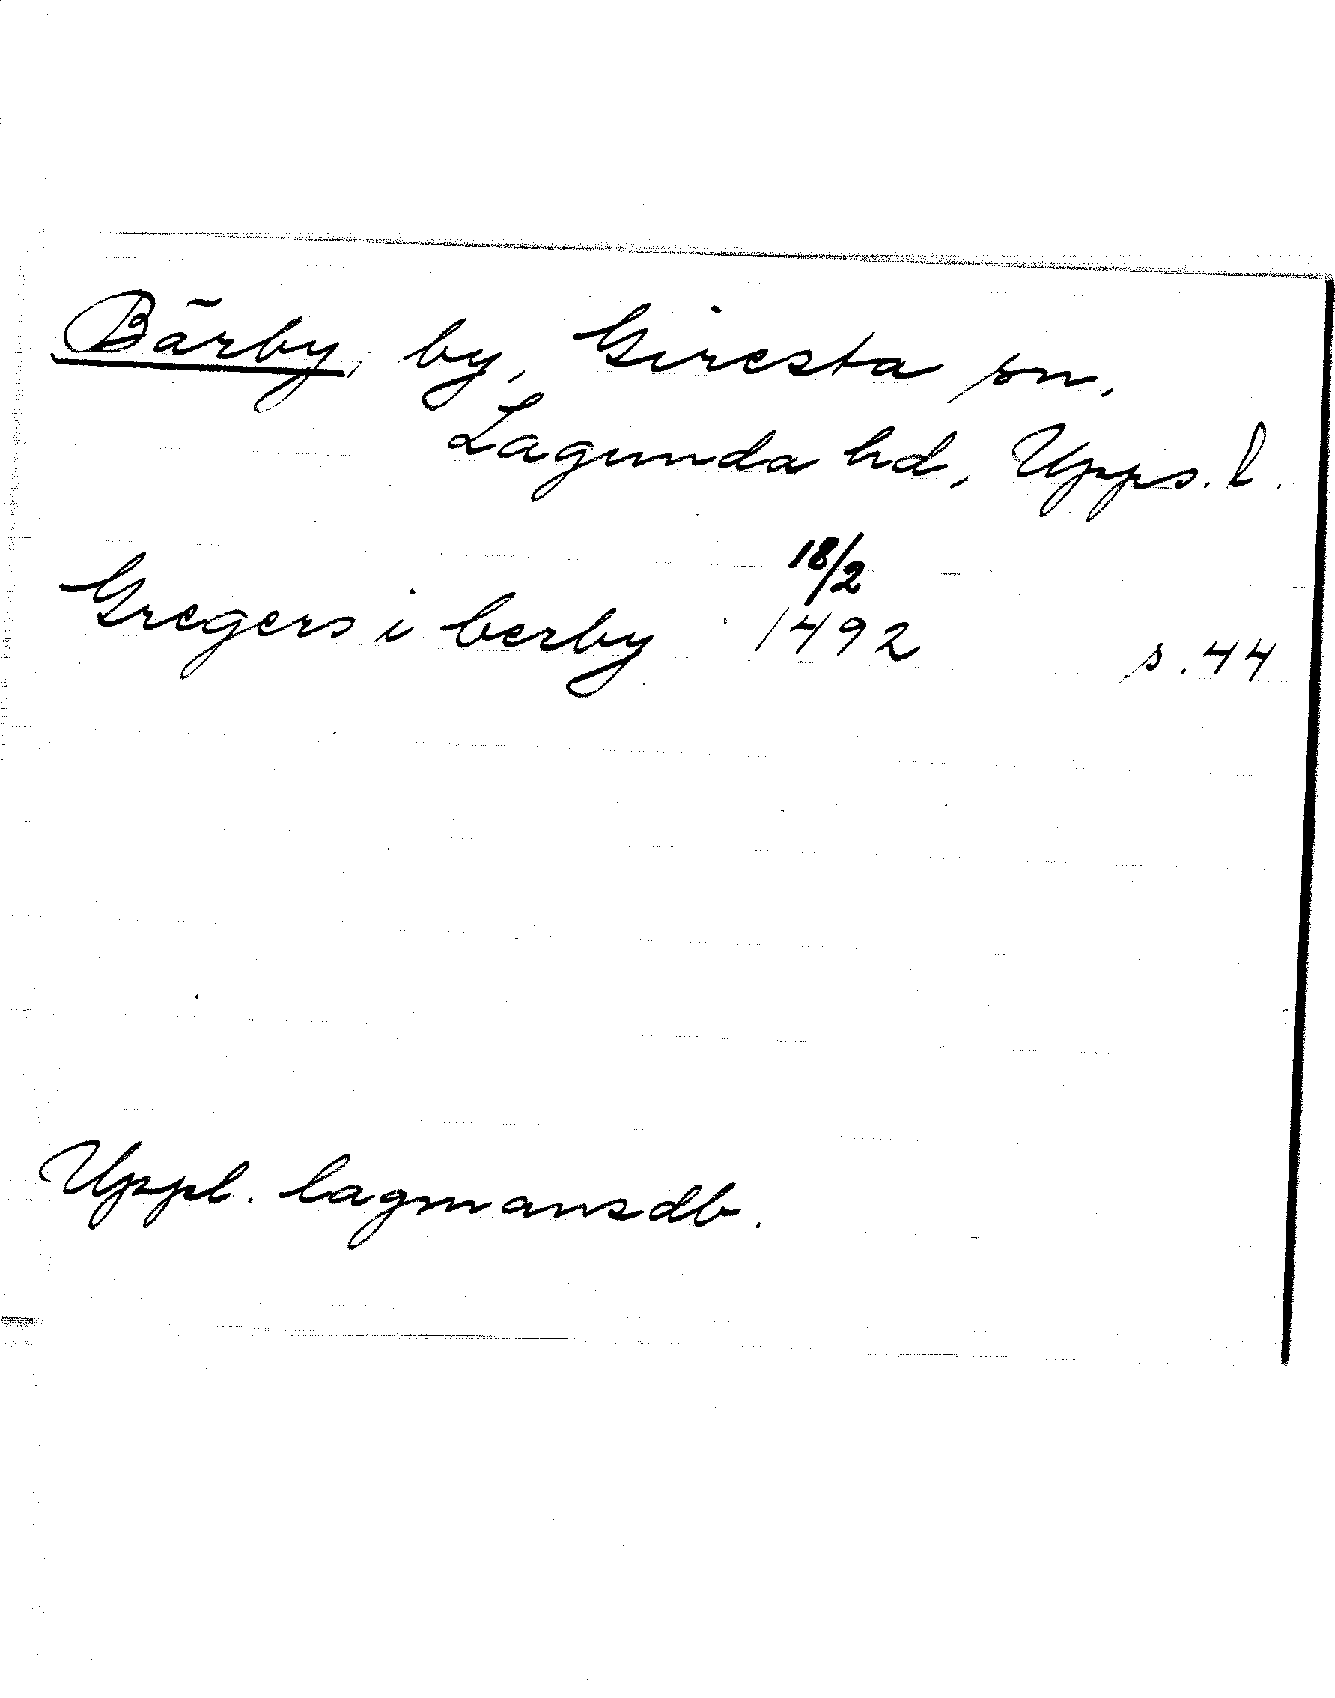 Bärby, by, Giresta sn,
Lagunda hd, Upps. l.
18/2
Gregers i berby 1492 s. 44
Uppl. lagmansdb.